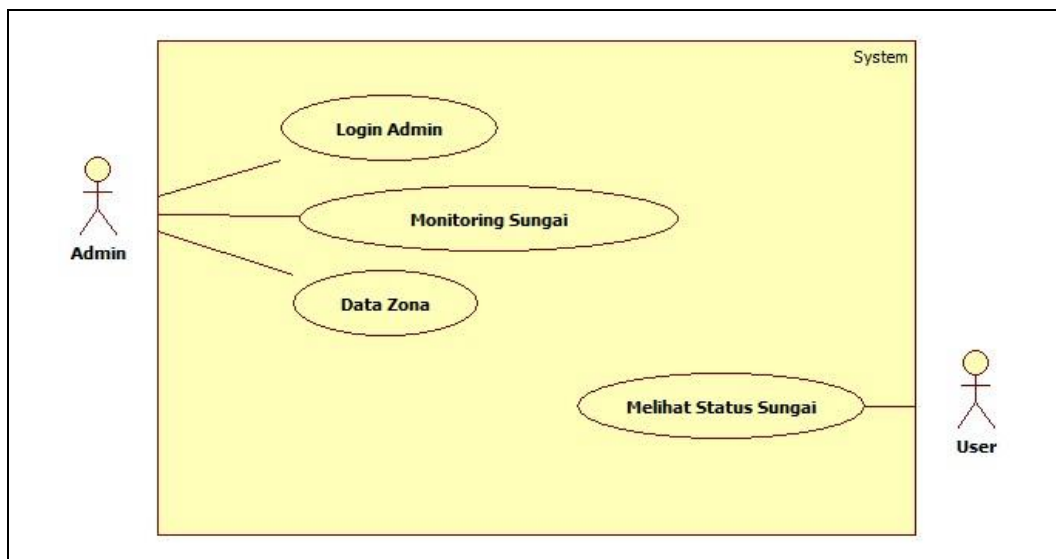 System
Login Admin
Monitoring Sungai
Admin
Data Zona
Melihat Status Sungai
User